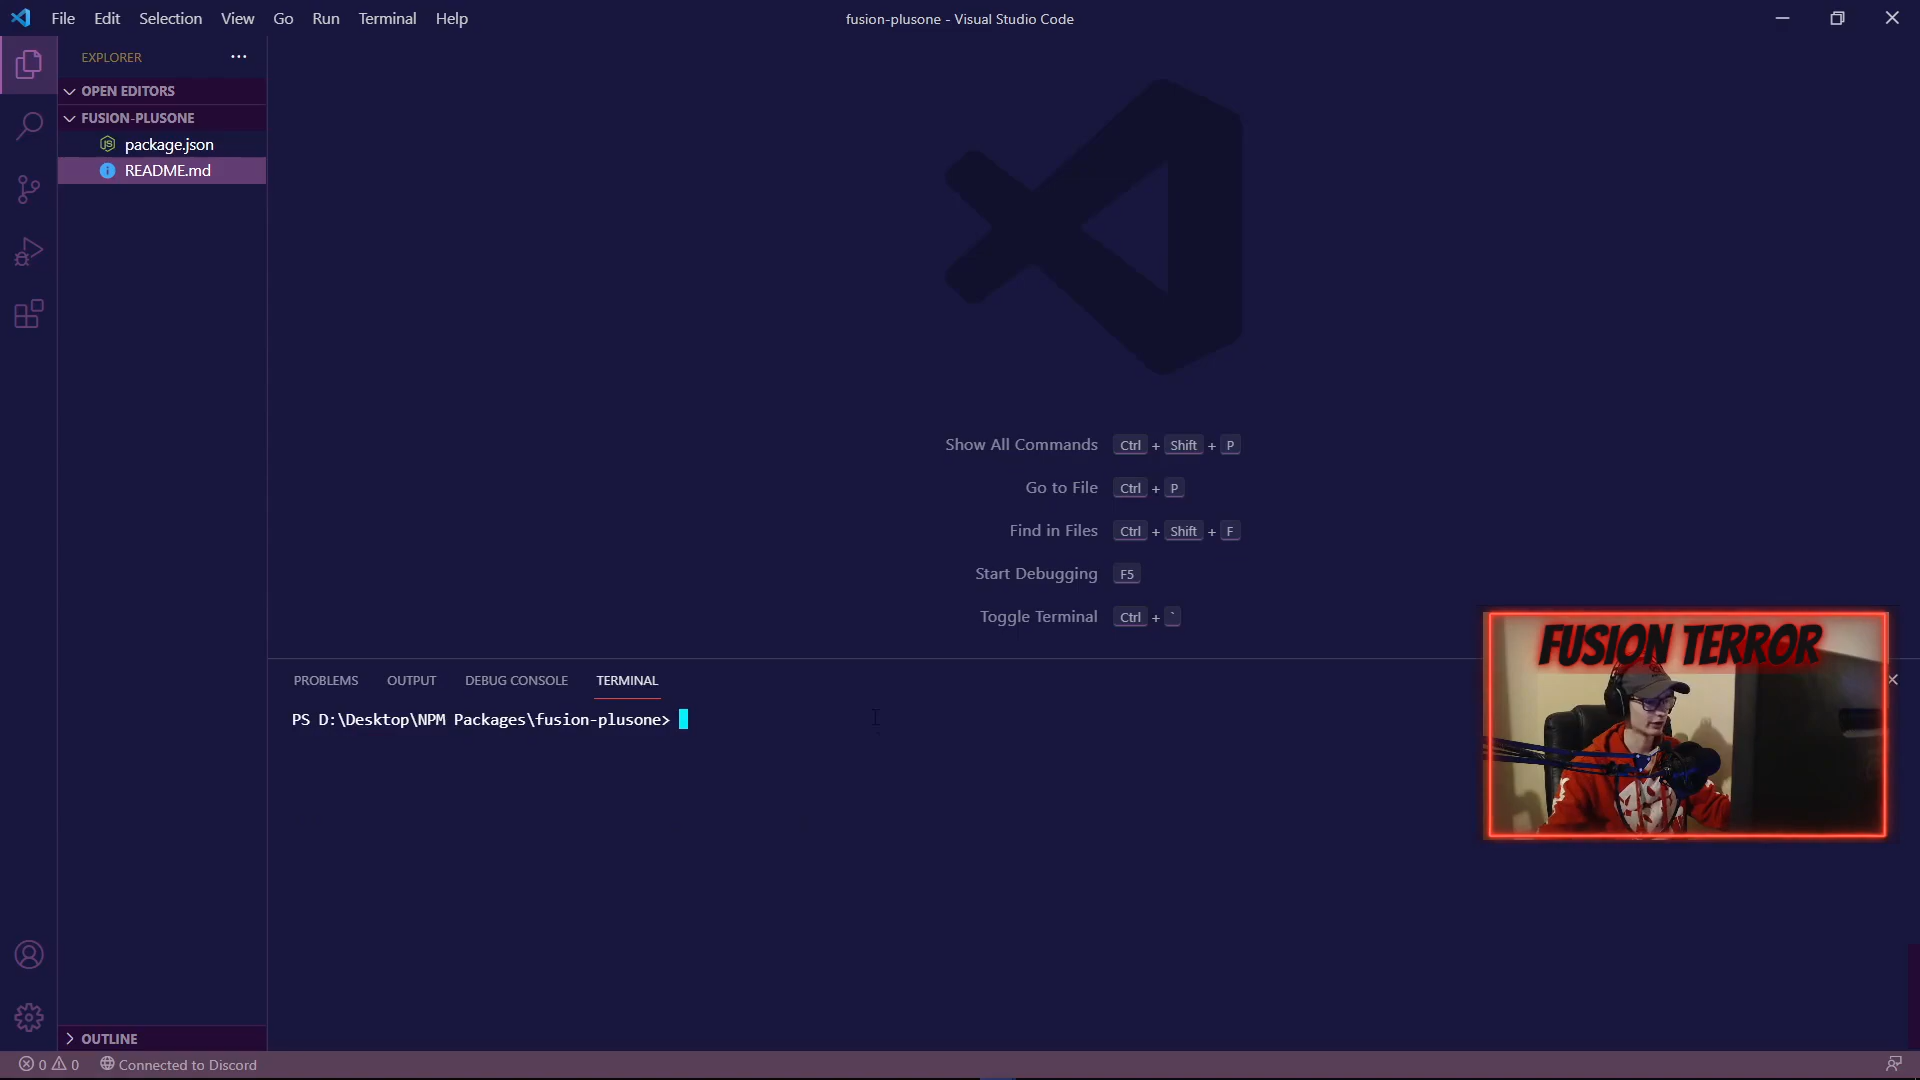 File Edit Selection View Go Run Terminal Help
fusion-plusone - Visual Studio Code
EXPLORER
OPEN EDITORS
FUSION-PLUSONE
package.json
README.md
Show All Commands Ctrl + Shift + P
Go to File Ctrl + P
Find in Files Ctrl + Shift + F
Start Debugging F5
Toggle Terminal Ctrl + `
FUSION TERROR
PROBLEMS OUTPUT DEBUG CONSOLE TERMINAL
PS D:\Desktop\NPM Packages\fusion-plusone>
OUTLINE
0 0 Connected to Discord